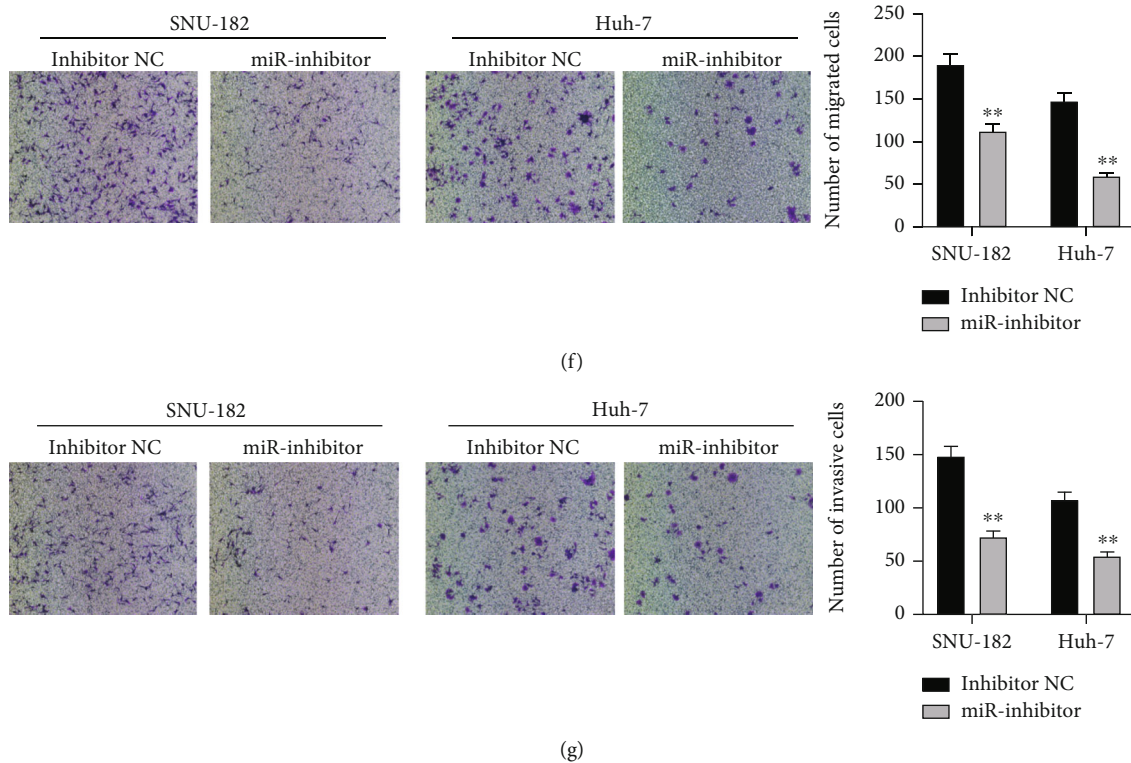 SNU-182
Huh-7
Inhibitor NC
miR-inhibitor
Inhibitor NC
miR-inhibitor
Number of migrated cells
250
200
150
100
50
0
**
**
SNU-182
Huh-7
Inhibitor NC
miR-inhibitor
(f)
SNU-182
Huh-7
Inhibitor NC
miR-inhibitor
Inhibitor NC
miR-inhibitor
Number of invasive cells
200
150
100
50
0
**
**
SNU-182
Huh-7
Inhibitor NC
miR-inhibitor
(g)